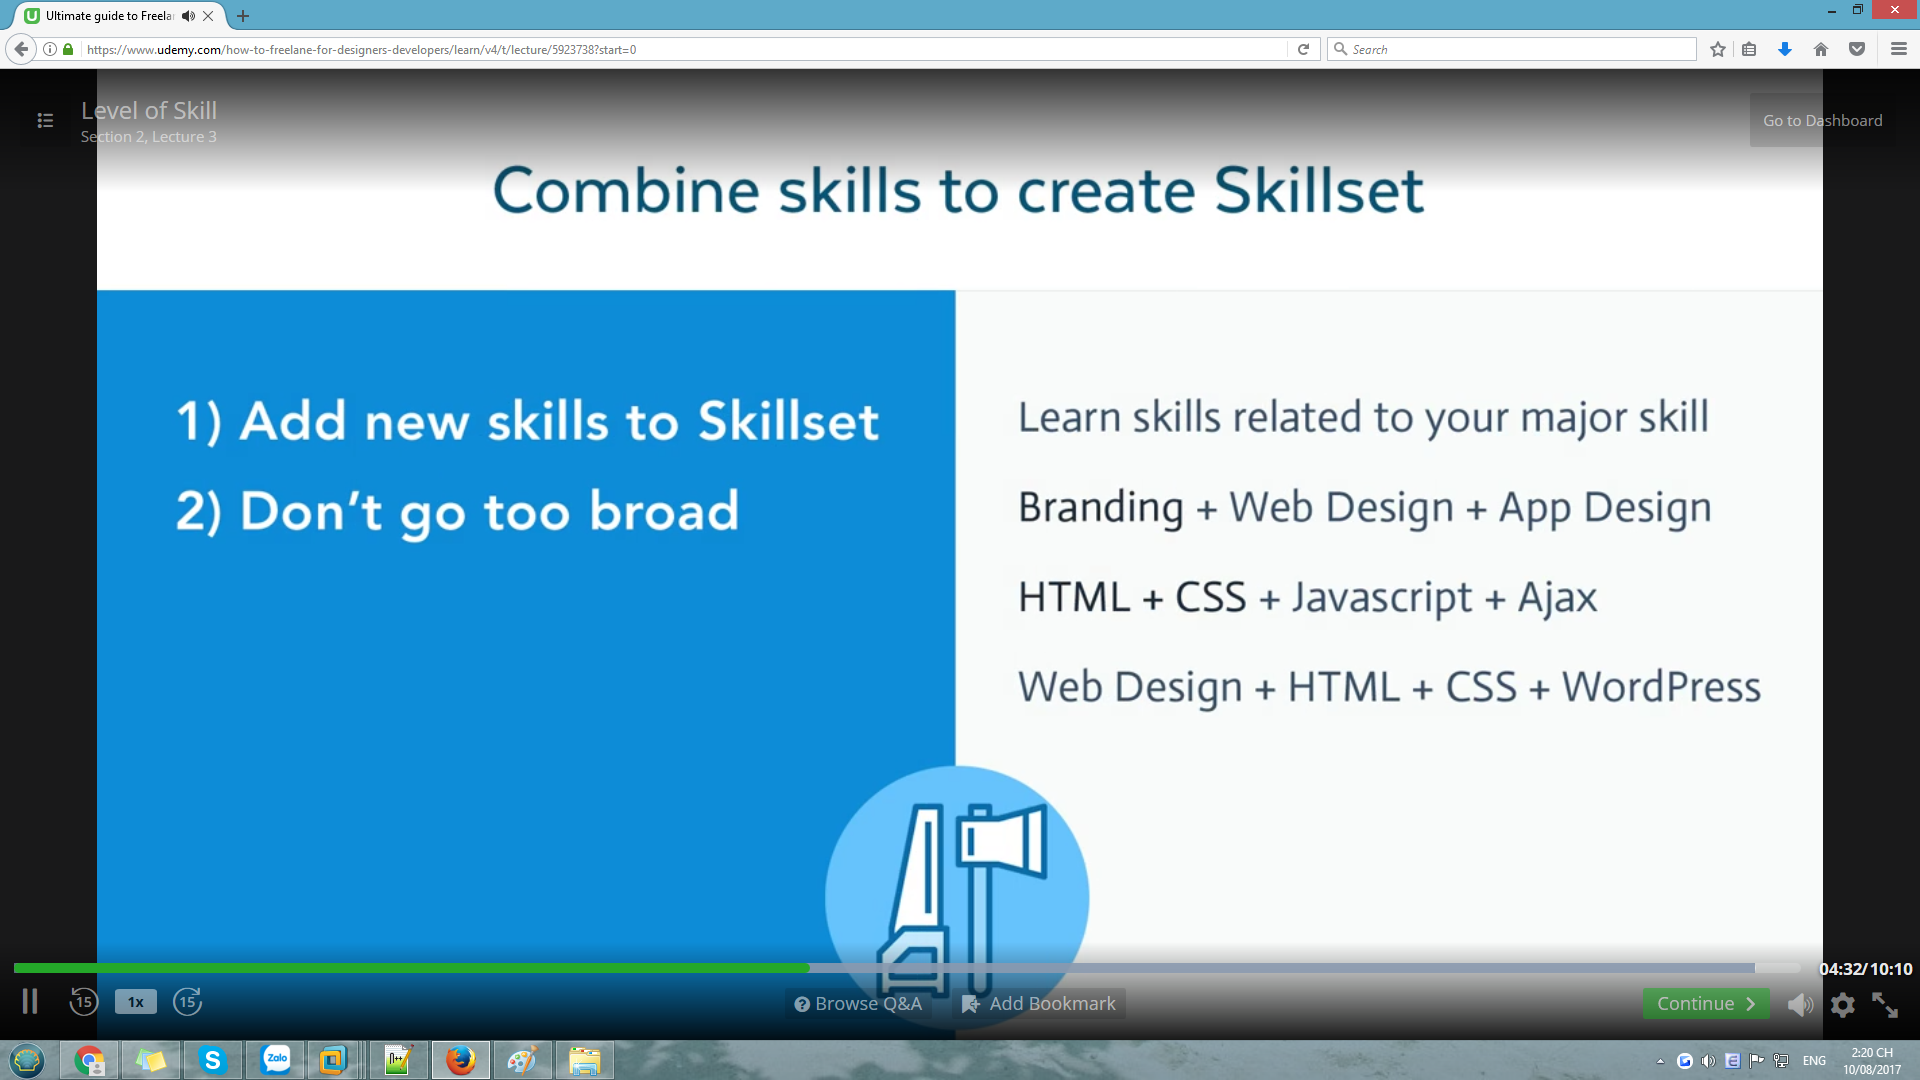 Ultimate guide to Freela
https://www.udemy.com/how-to-freelane-for-designers-developers/learn/v4/t/lecture/5923738?start=0
Search
Level of Skill
Section 2, Lecture 3
Go to Dashboard
Combine skills to create Skillset
1) Add new skills to Skillset
2) Don't go too broad
Learn skills related to your major skill
Branding + Web Design + App Design
HTML + CSS + Javascript + Ajax
Web Design + HTML + CSS + WordPress
04:32/10:10
15
1x
15
Browse Q&A
Add Bookmark
Continue
Zalo
n++
ENG
2:20 CH
10/08/2017